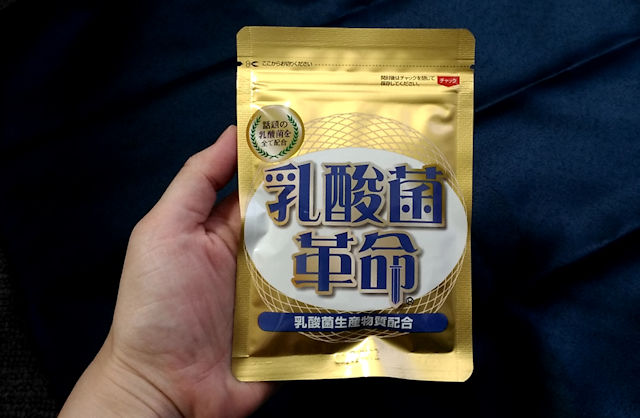 ここからお切りください
開封後はチャックを閉じて
保存してください。
チャック
話題の
乳酸菌を
全て配合
乳酸菌
革命
®
乳酸菌生産物質配合